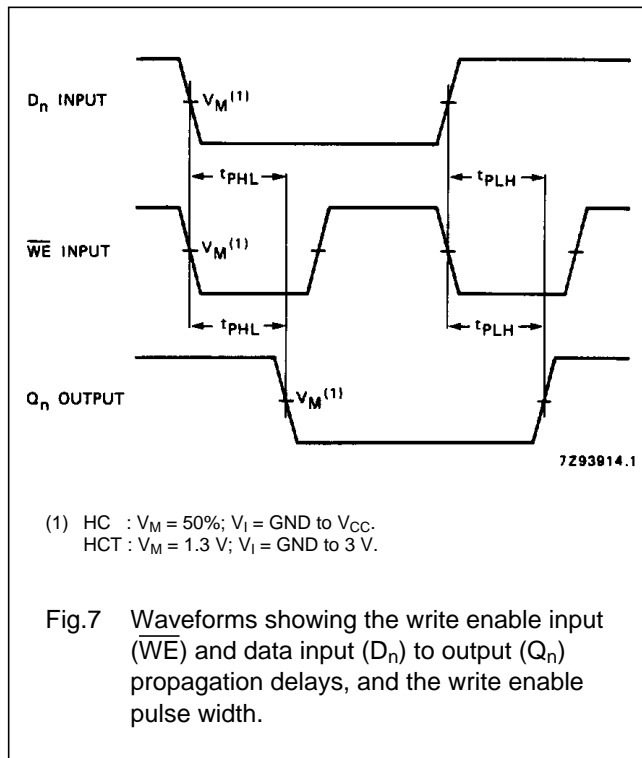 Dn INPUT
VM(1)
tPHL
tPLH
WE INPUT
VM(1)
tPHL
tPLH
Qn OUTPUT
VM(1)
7Z93914.1
(1) HC : VM = 50%; VI = GND to VCC.
HCT : VM = 1.3 V; VI = GND to 3 V.
Fig.7 Waveforms showing the write enable input
(WE) and data input (Dn) to output (Qn)
propagation delays, and the write enable
pulse width.